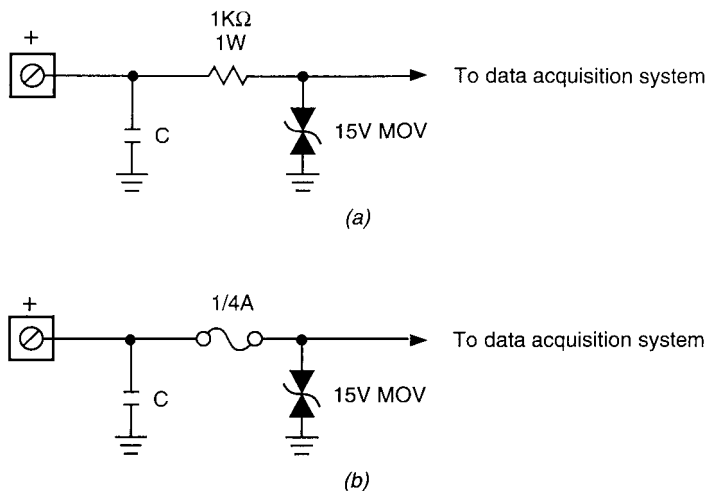 +
1KΩ
1W
To data acquisition system
C
15V MOV
(a)
+
1/4A
To data acquisition system
C
15V MOV
(b)